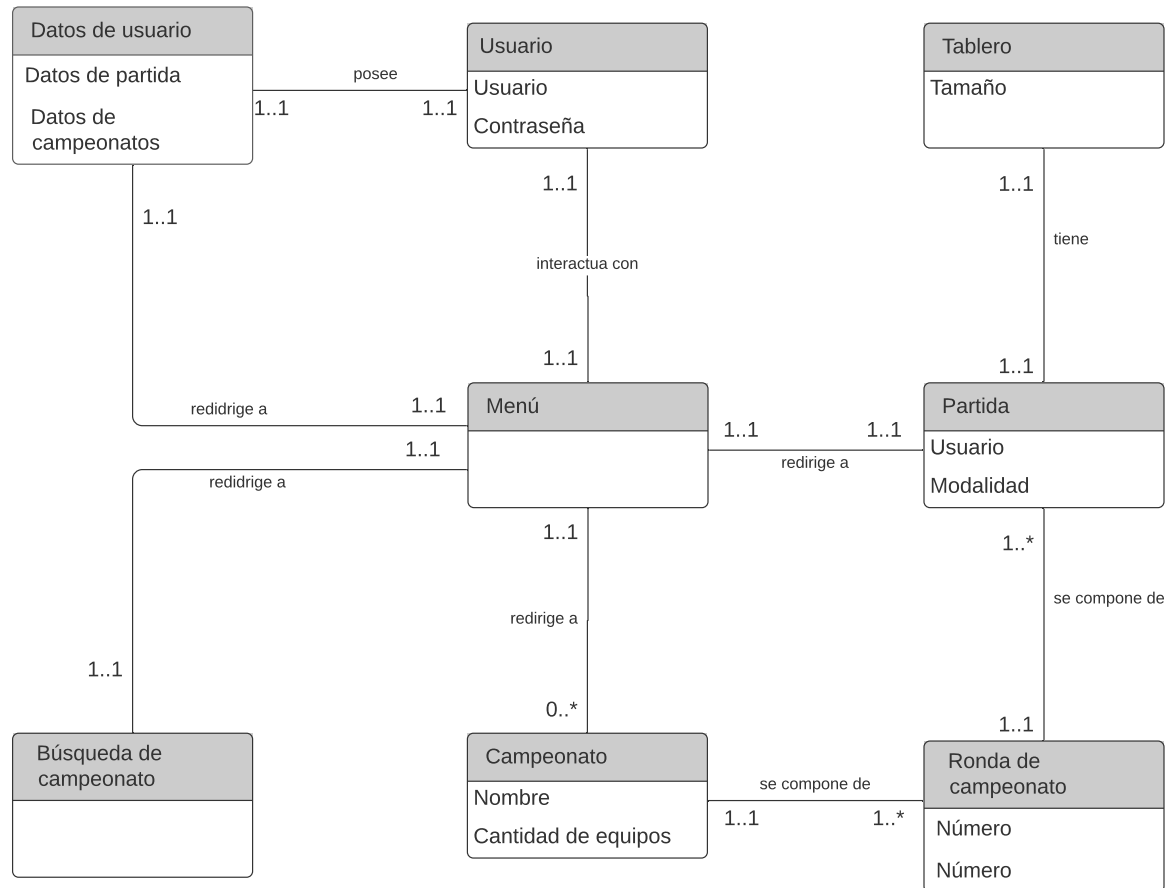 Datos de usuario
Datos de partida
Datos de
campeonatos
posee
1..1
1..1
Usuario
Usuario
Contraseña
Tablero
Tamaño
1..1
1..1
1..1
interactua con
tiene
1..1
1..1
redidrige a
1..1
Menú
1..1
redidrige a
1..1
1..1
redirige a
Partida
Usuario
Modalidad
1..1
1..*
redirige a
se compone de
1..1
0..*
1..1
Búsqueda de
campeonato
Campeonato
Nombre
Cantidad de equipos
se compone de
1..1
1..*
Ronda de
campeonato
Número
Número